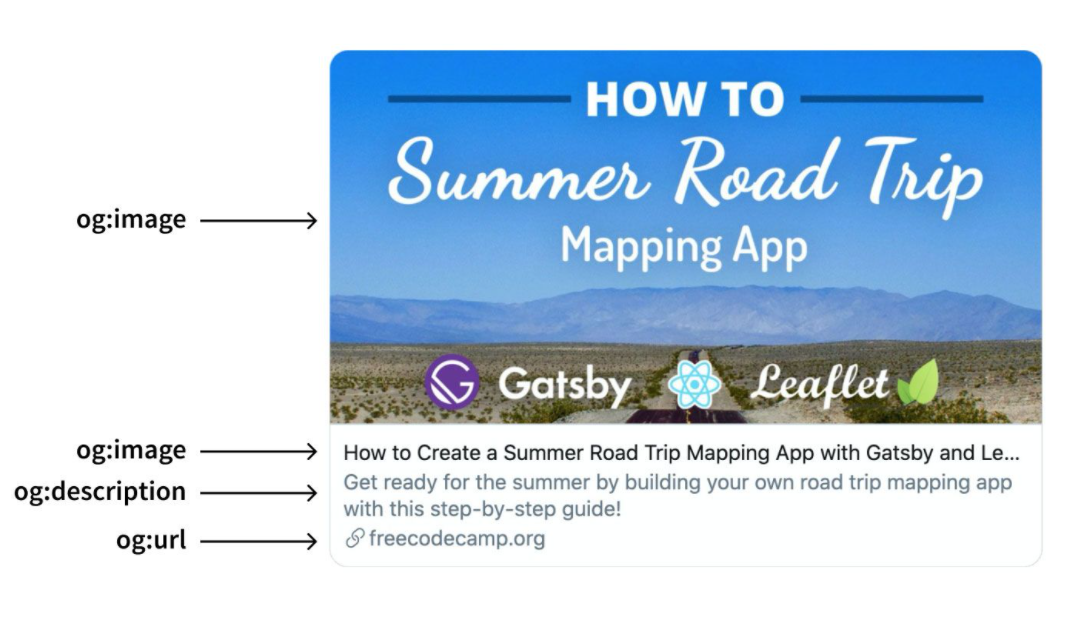 HOW TO
Summer Road Trip
Mapping App
og:image
Gatsby Leaflet
og:image
How to Create a Summer Road Trip Mapping App with Gatsby and Le...
og:description
Get ready for the summer by building your own road trip mapping app
with this step-by-step guide!
og:url
freecodecamp.org